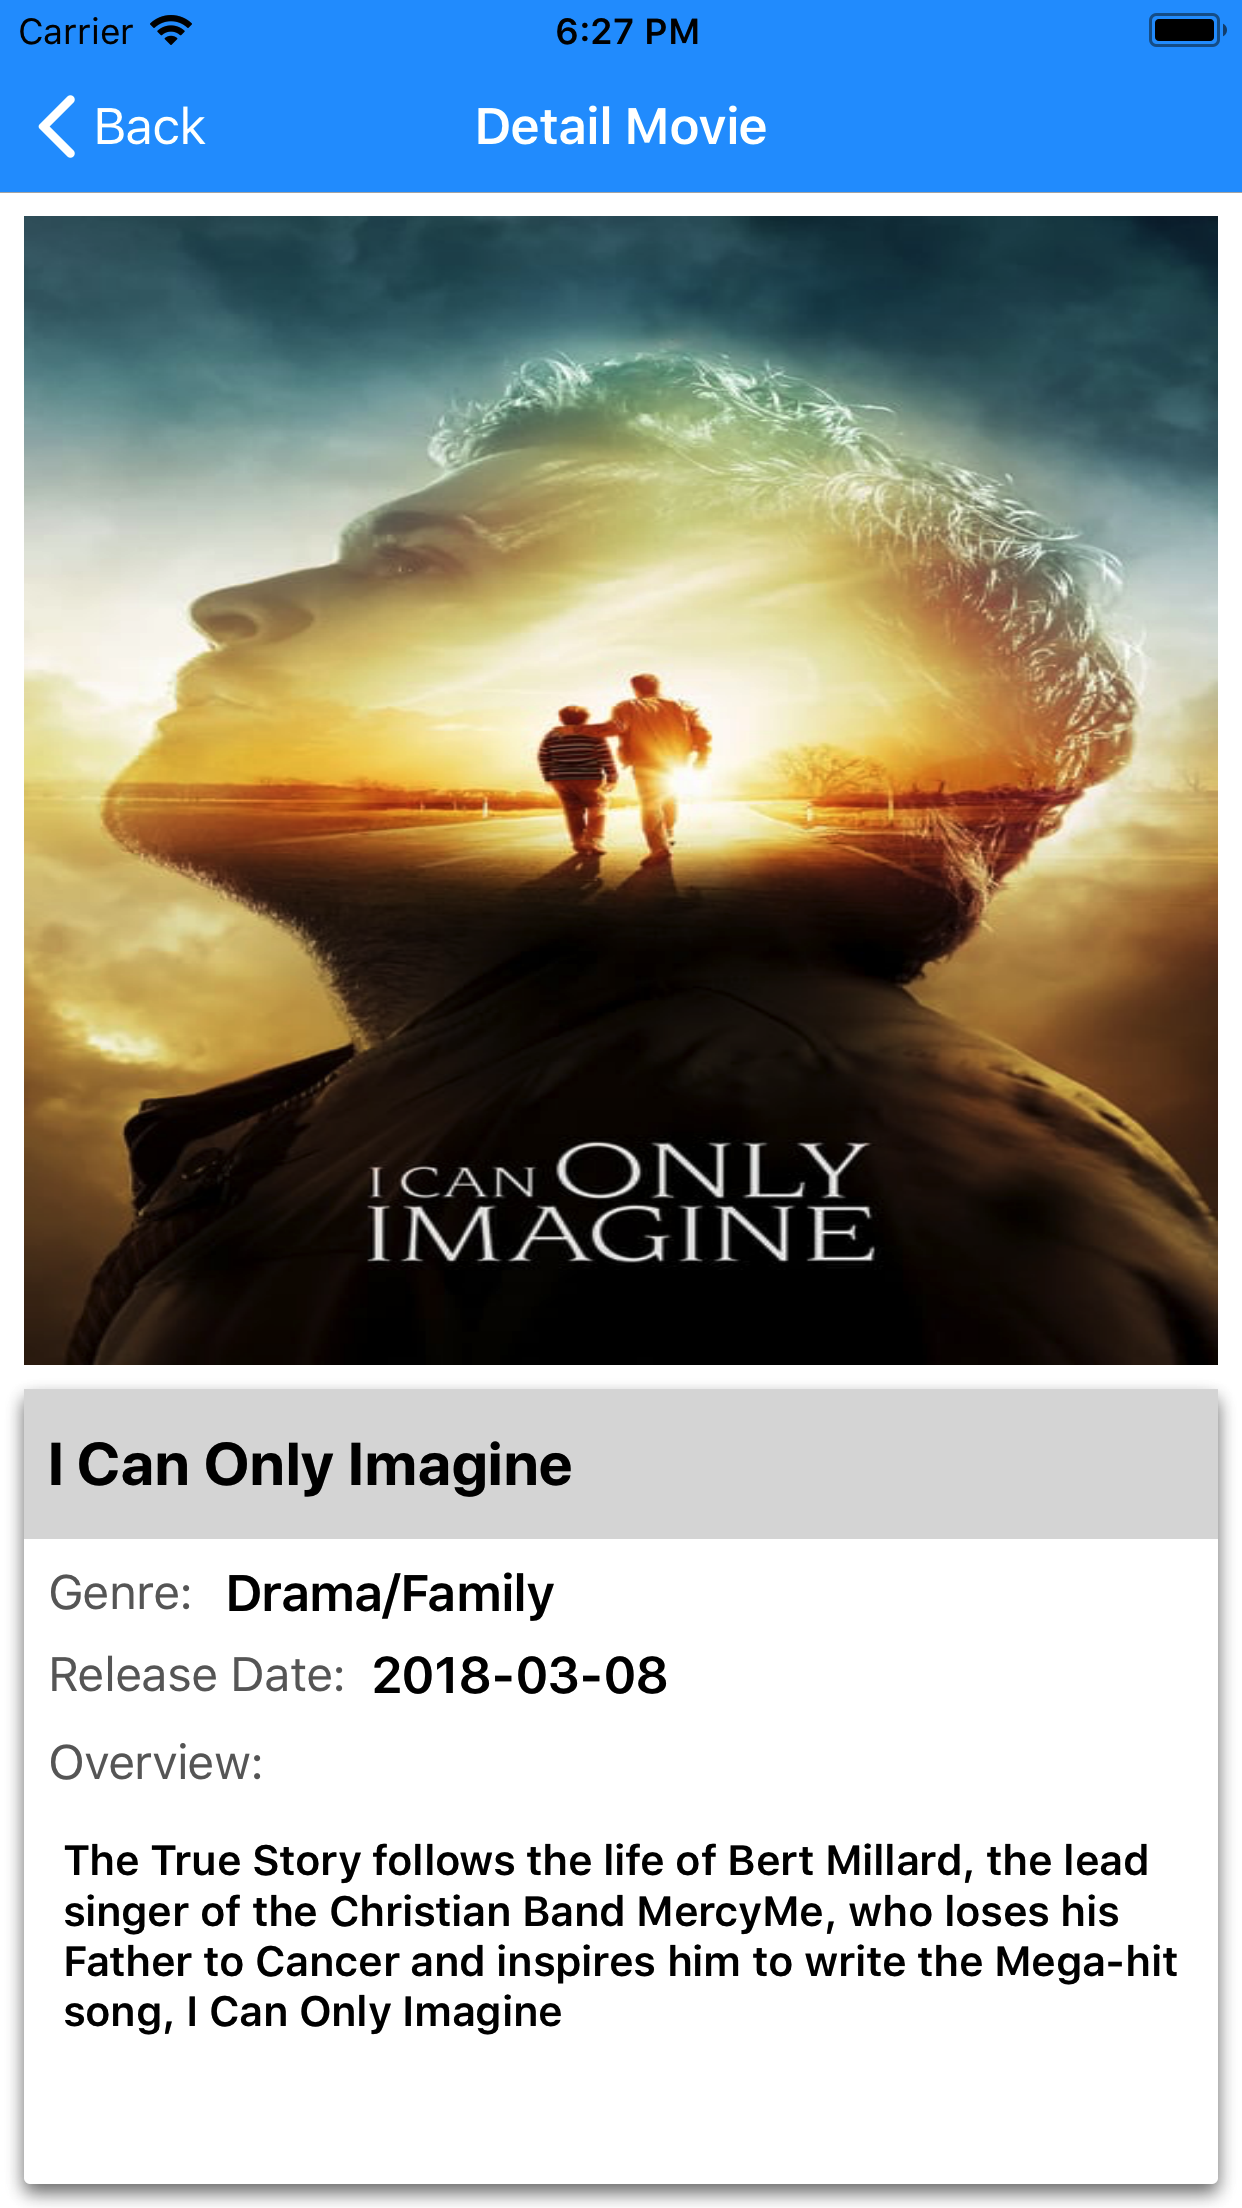 Carrier
6:27 PM
Back
Detail Movie
I CAN ONLY
IMAGINE
I Can Only Imagine
Genre: Drama/Family
Release Date: 2018-03-08
Overview:
The True Story follows the life of Bert Millard, the lead
singer of the Christian Band MercyMe, who loses his
Father to Cancer and inspires him to write the Mega-hit
song, I Can Only Imagine